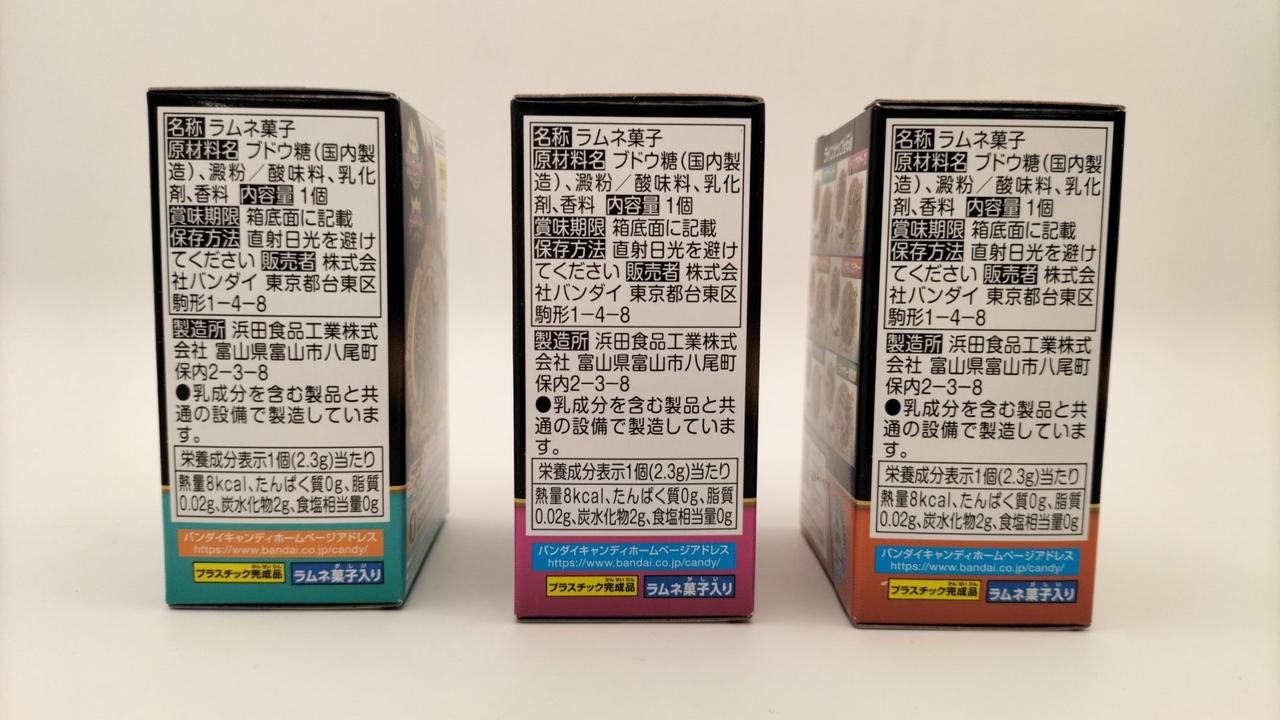 名称 ラムネ菓子
原材料名 ブドウ糖(国内製
造)、澱粉／酸味料、乳化
剤、香料 内容量 1個
賞味期限 箱底面に記載
保存方法 直射日光を避け
てください 販売者 株式会
社バンダイ 東京都台東区
駒形1−4−8
製造所 浜田食品工業株式
会社 富山県富山市八尾町
保内2−3−8
●乳成分を含む製品と共
通の設備で製造していま
す。
栄養成分表示1個(2.3g)当たり
熱量8kcal、たんぱく質0g、脂質
0.02g、炭水化物2g、食塩相当量0g
バンダイキャンディホームページアドレス
https://www.bandai.co.jp/candy/
プラスチック完成品 かんせいひん ラムネ菓子入り がし
名称 ラムネ菓子
原材料名 ブドウ糖(国内製
造)、澱粉／酸味料、乳化
剤、香料 内容量 1個
賞味期限 箱底面に記載
保存方法 直射日光を避け
てください 販売者 株式会
社バンダイ 東京都台東区
駒形1−4−8
製造所 浜田食品工業株式
会社 富山県富山市八尾町
保内2−3−8
●乳成分を含む製品と共
通の設備で製造していま
す。
栄養成分表示1個(2.3g)当たり
熱量8kcal、たんぱく質0g、脂質
0.02g、炭水化物2g、食塩相当量0g
バンダイキャンディホームページアドレス
https://www.bandai.co.jp/candy/
プラスチック完成品 かんせいひん ラムネ菓子入り がし
名称 ラムネ菓子
原材料名 ブドウ糖(国内製
造)、澱粉／酸味料、乳化
剤、香料 内容量 1個
賞味期限 箱底面に記載
保存方法 直射日光を避け
てください 販売者 株式会
社バンダイ 東京都台東区
駒形1−4−8
製造所 浜田食品工業株式
会社 富山県富山市八尾町
保内2−3−8
●乳成分を含む製品と共
通の設備で製造していま
す。
栄養成分表示1個(2.3g)当たり
熱量8kcal、たんぱく質0g、脂質
0.02g、炭水化物2g、食塩相当量0g
バンダイキャンディホームページアドレス
https://www.bandai.co.jp/candy/
プラスチック完成品 かんせいひん ラムネ菓子入り がし